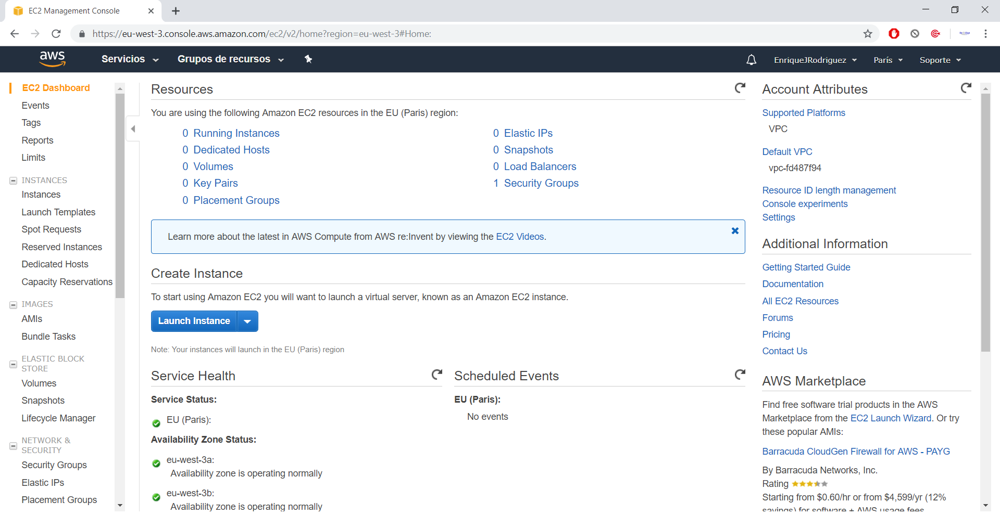 EC2 Management Console
https://eu-west-3.console.aws.amazon.com/ec2/v2/home?region=eu-west-3#Home:
aws
Servicios
Grupos de recursos
EnriqueJRodriguez
París
Soporte
EC2 Dashboard
Events
Tags
Reports
Limits
INSTANCES
Instances
Launch Templates
Spot Requests
Reserved Instances
Dedicated Hosts
Capacity Reservations
IMAGES
AMIs
Bundle Tasks
ELASTIC BLOCK
STORE
Volumes
Snapshots
Lifecycle Manager
NETWORK &
SECURITY
Security Groups
Elastic IPs
Placement Groups
Resources
You are using the following Amazon EC2 resources in the EU (Paris) region:
0 Running Instances
0 Dedicated Hosts
0 Volumes
0 Key Pairs
0 Placement Groups
0 Elastic IPs
0 Snapshots
0 Load Balancers
1 Security Groups
Learn more about the latest in AWS Compute from AWS re:Invent by viewing the EC2 Videos.
Create Instance
To start using Amazon EC2 you will want to launch a virtual server, known as an Amazon EC2 instance.
Launch Instance
Note: Your instances will launch in the EU (Paris) region
Service Health
Service Status:
EU (Paris):
Availability Zone Status:
eu-west-3a:
Availability zone is operating normally
eu-west-3b:
Availability zone is operating normally
Scheduled Events
EU (Paris):
No events
Account Attributes
Supported Platforms
VPC
Default VPC
vpc-fd487f94
Resource ID length management
Console experiments
Settings
Additional Information
Getting Started Guide
Documentation
All EC2 Resources
Forums
Pricing
Contact Us
AWS Marketplace
Find free software trial products in the AWS
Marketplace from the EC2 Launch Wizard. Or try
these popular AMIs:
Barracuda CloudGen Firewall for AWS - PAYG
By Barracuda Networks, Inc.
Rating
Starting from $0.60/hr or from $4,599/yr (12%
savings) for software + AWS usage fees